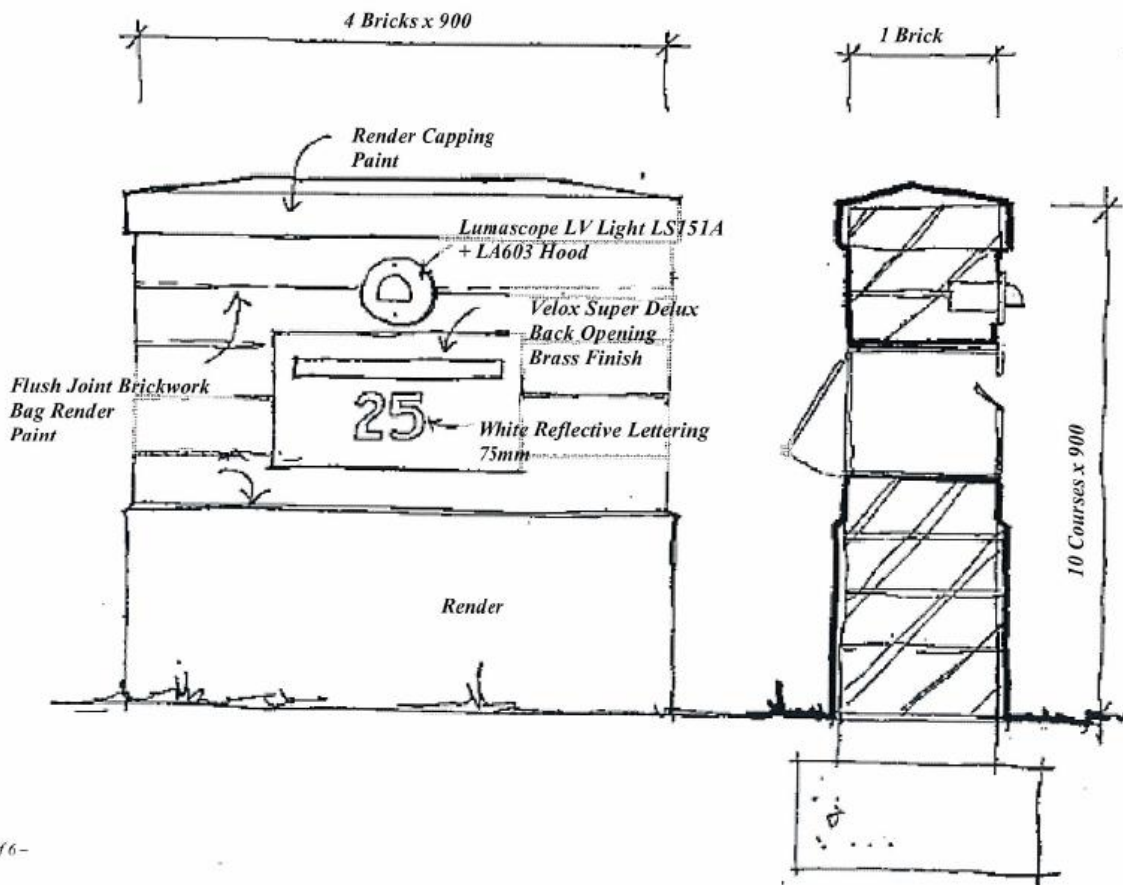 4 Bricks x 900
1 Brick
Render Capping
Paint
Lumascope LV Light LS151A
+ LA603 Hood
Velox Super Delux
Back Opening
Brass Finish
Flush Joint Brickwork
Bag Render
Paint
25
White Reflective Lettering
75mm
10 Courses x 900
Render
f 6 –